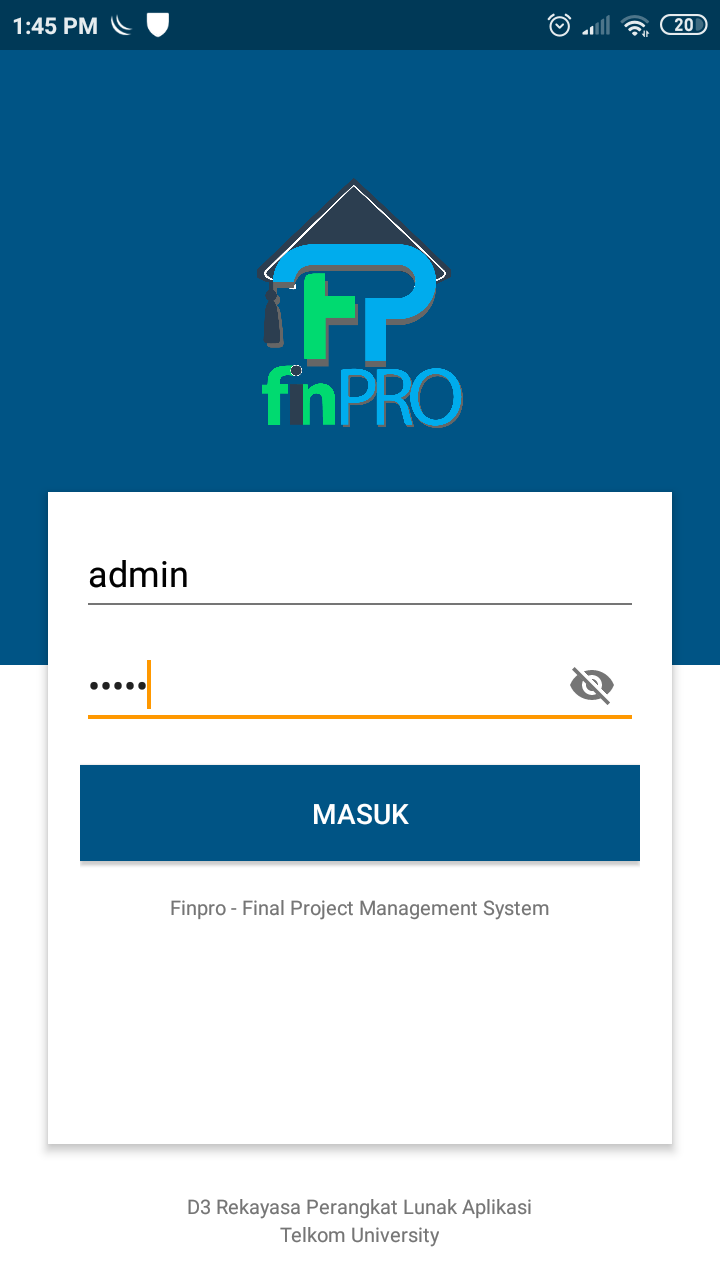 1:45 PM
20
finPRO
admin
•••••
MASUK
Finpro - Final Project Management System
D3 Rekayasa Perangkat Lunak Aplikasi
Telkom University